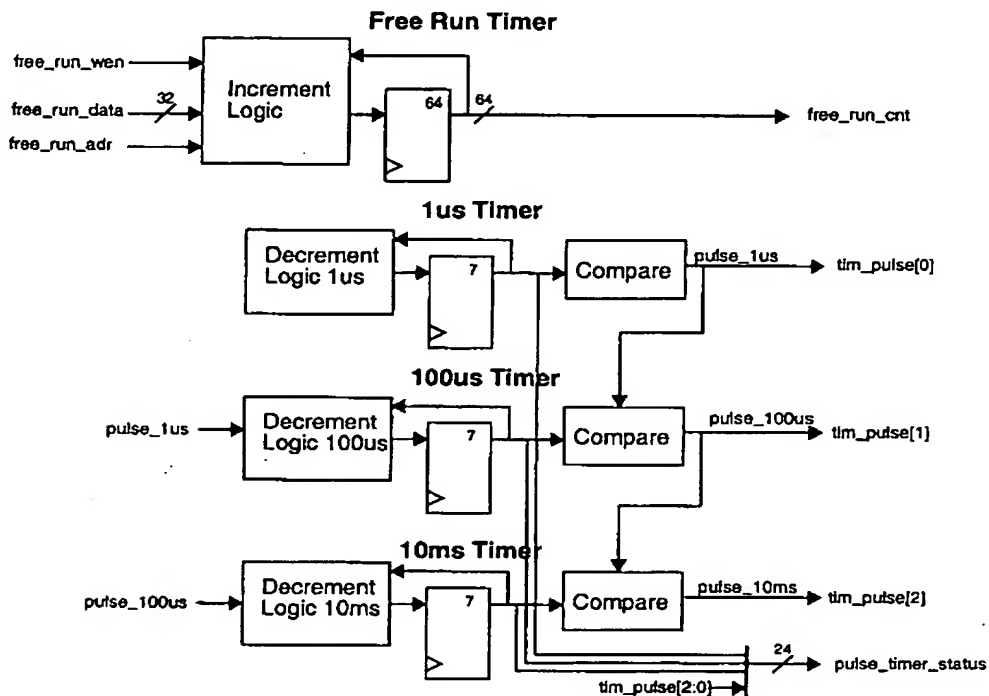 Free Run Timer
free_run_wen
free_run_data
32
free_run_adr
Increment
Logic
64
64
free_run_cnt
1us Timer
Decrement
Logic 1us
7
Compare
pulse_1us
tim_pulse[0]
100us Timer
pulse_1us
Decrement
Logic 100us
7
Compare
pulse_100us
tim_pulse[1]
10ms Timer
pulse_100us
Decrement
Logic 10ms
7
Compare
pulse_10ms
tim_pulse[2]
24
pulse_timer_status
tim_pulse[2:0]